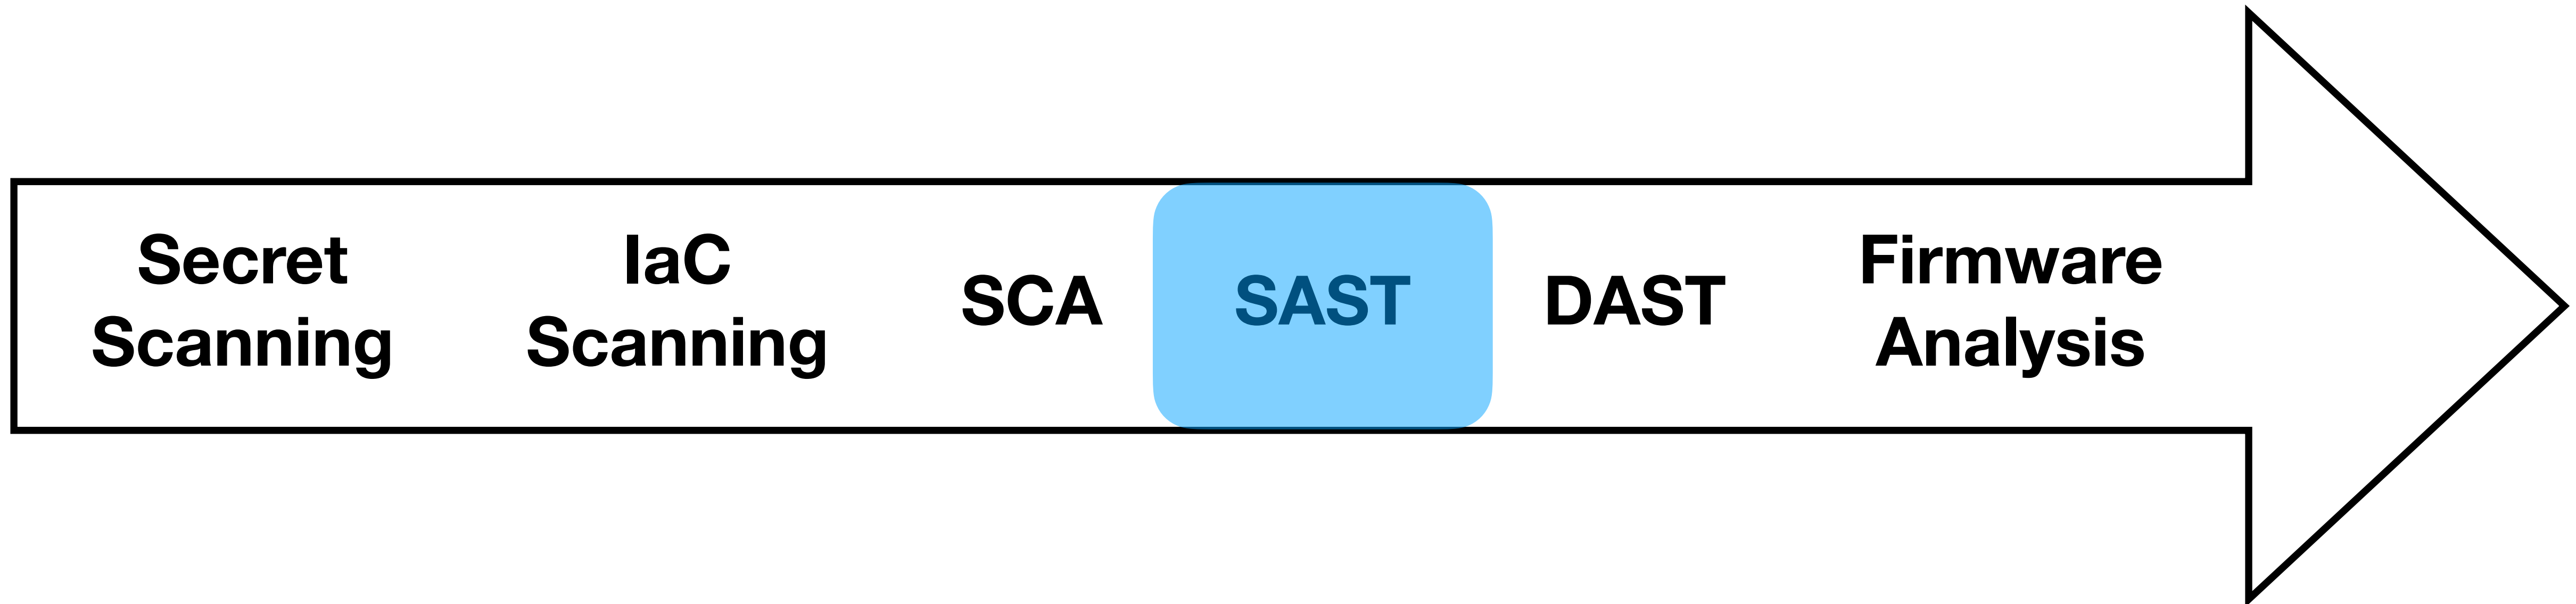 Secret
Scanning
IaC
Scanning
SCA
SAST
DAST
Firmware
Analysis